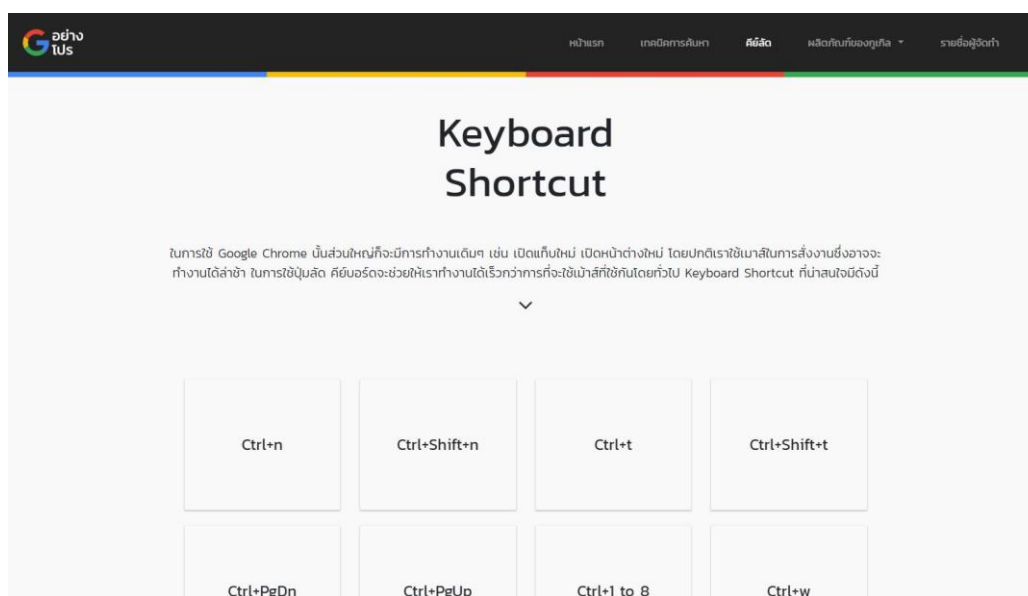 อย่าง
โปร
หน้าแรก เทคนิคการค้นหา คีย์ลัด ผลิตภัณฑ์ของกูเกิล รายชื่อผู้จัดทำ
Keyboard
Shortcut
ในการใช้ Google Chrome นั้นส่วนใหญ่ก็จะมีการทำงานเดิมๆ เช่น เปิดแท็บใหม่ เปิดหน้าต่างใหม่ โดยปกติเราใช้เมาส์ในการสั่งงานซึ่งอาจจะ
ทำงานได้ล่าช้า ในการใช้ปุ่มลัด คีย์บอร์ดจะช่วยให้เราทำงานได้เร็วกว่าการที่จะใช้เม้าส์ที่ใช้กันโดยทั่วไป Keyboard Shortcut ที่น่าสนใจมีดังนี้
Ctrl+n Ctrl+Shift+n Ctrl+t Ctrl+Shift+t
Ctrl+PgDn Ctrl+PgUp Ctrl+1 to 8 Ctrl+w